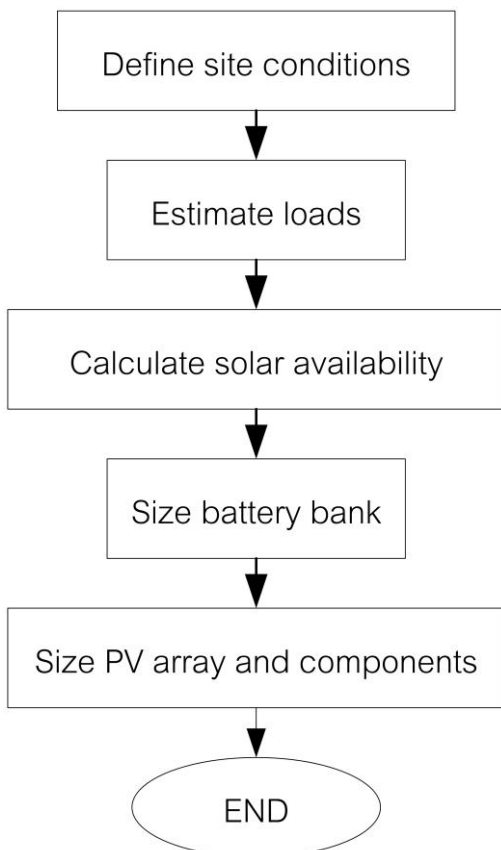 Define site conditions
Estimate loads
Calculate solar availability
Size battery bank
Size PV array and components
END